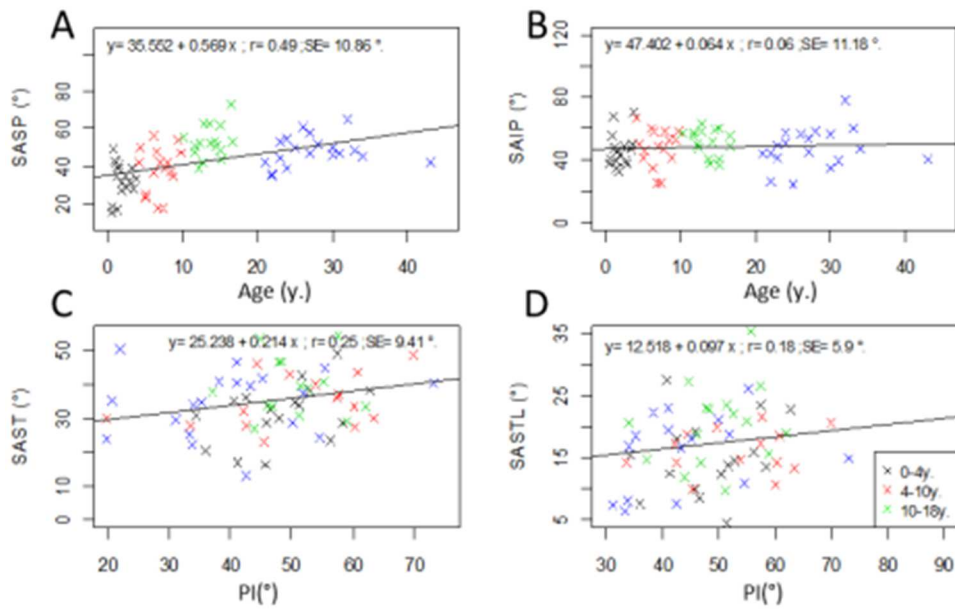 A
y= 35.552 + 0.569 x ; r= 0.49 ;SE= 10.86 °.
SASP (°)
80
60
40
20
0
10
20
30
40
Age (y.)
B
y= 47.402 + 0.064 x ; r= 0.06 ;SE= 11.18 °.
SAIP (°)
120
80
40
0
0
10
20
30
40
Age (y.)
C
y= 25.238 + 0.214 x ; r= 0.25 ;SE= 9.41 °.
SAST (°)
50
30
10
0
20
30
40
50
60
70
PI(°)
D
y= 12.518 + 0.097 x ; r= 0.18 ; SE= 5.9 °.
SASTL (°)
35
25
15
5
30
40
50
60
70
80
90
PI(°)
0-4y.
4-10y.
10-18y.